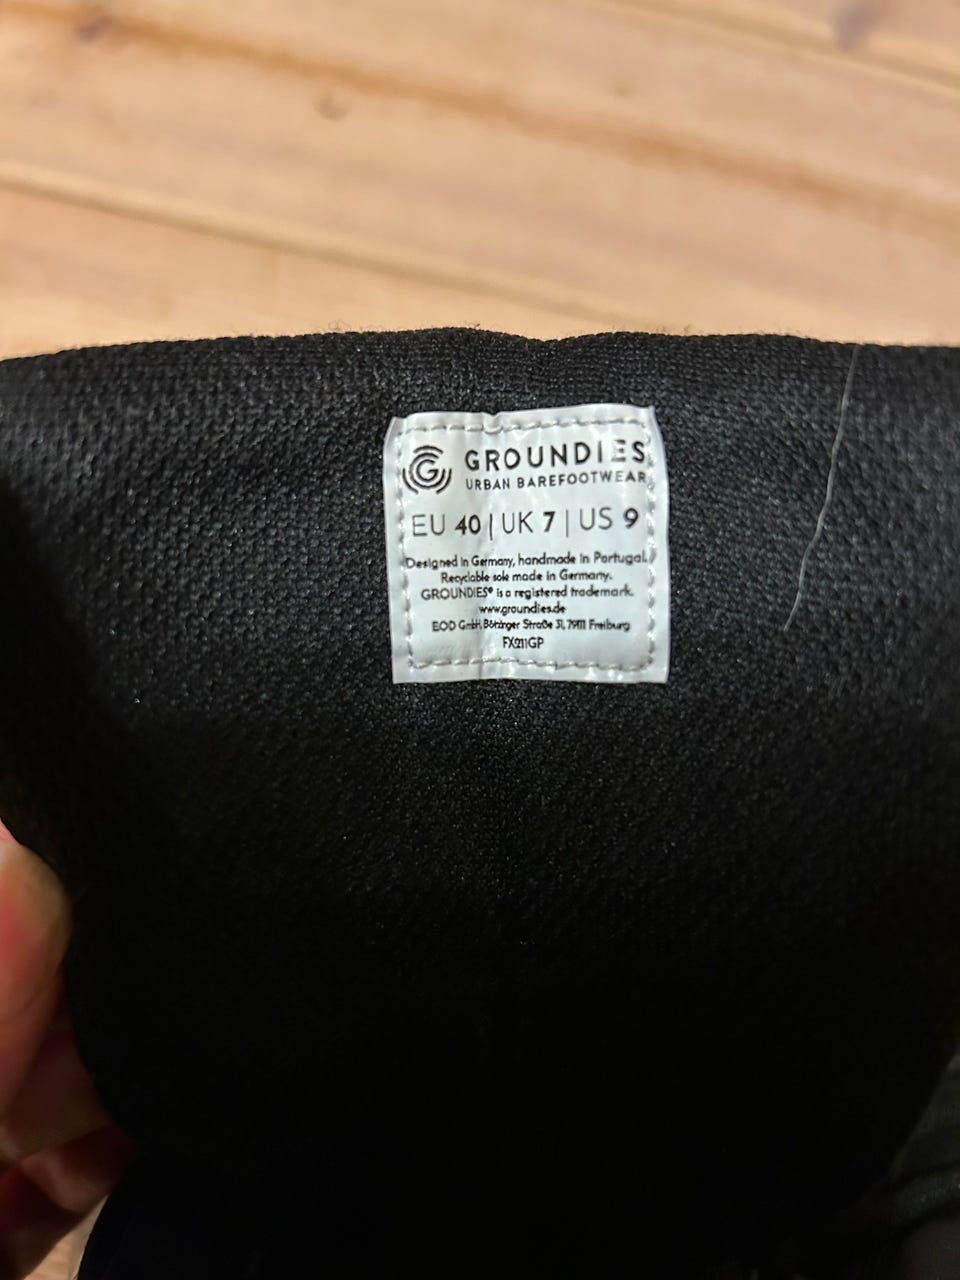 G GROUNDIES
URBAN BAREFOOTWEAR
EU 40 | UK 7 | US 9
Designed in Germany, handmade in Portugal.
Recyclable sole made in Germany.
GROUNDIES® is a registered trademark.
www.groundies.de
EOD GmbH, Bötzinger Straße 31, 79111 Freiburg
FX211GP